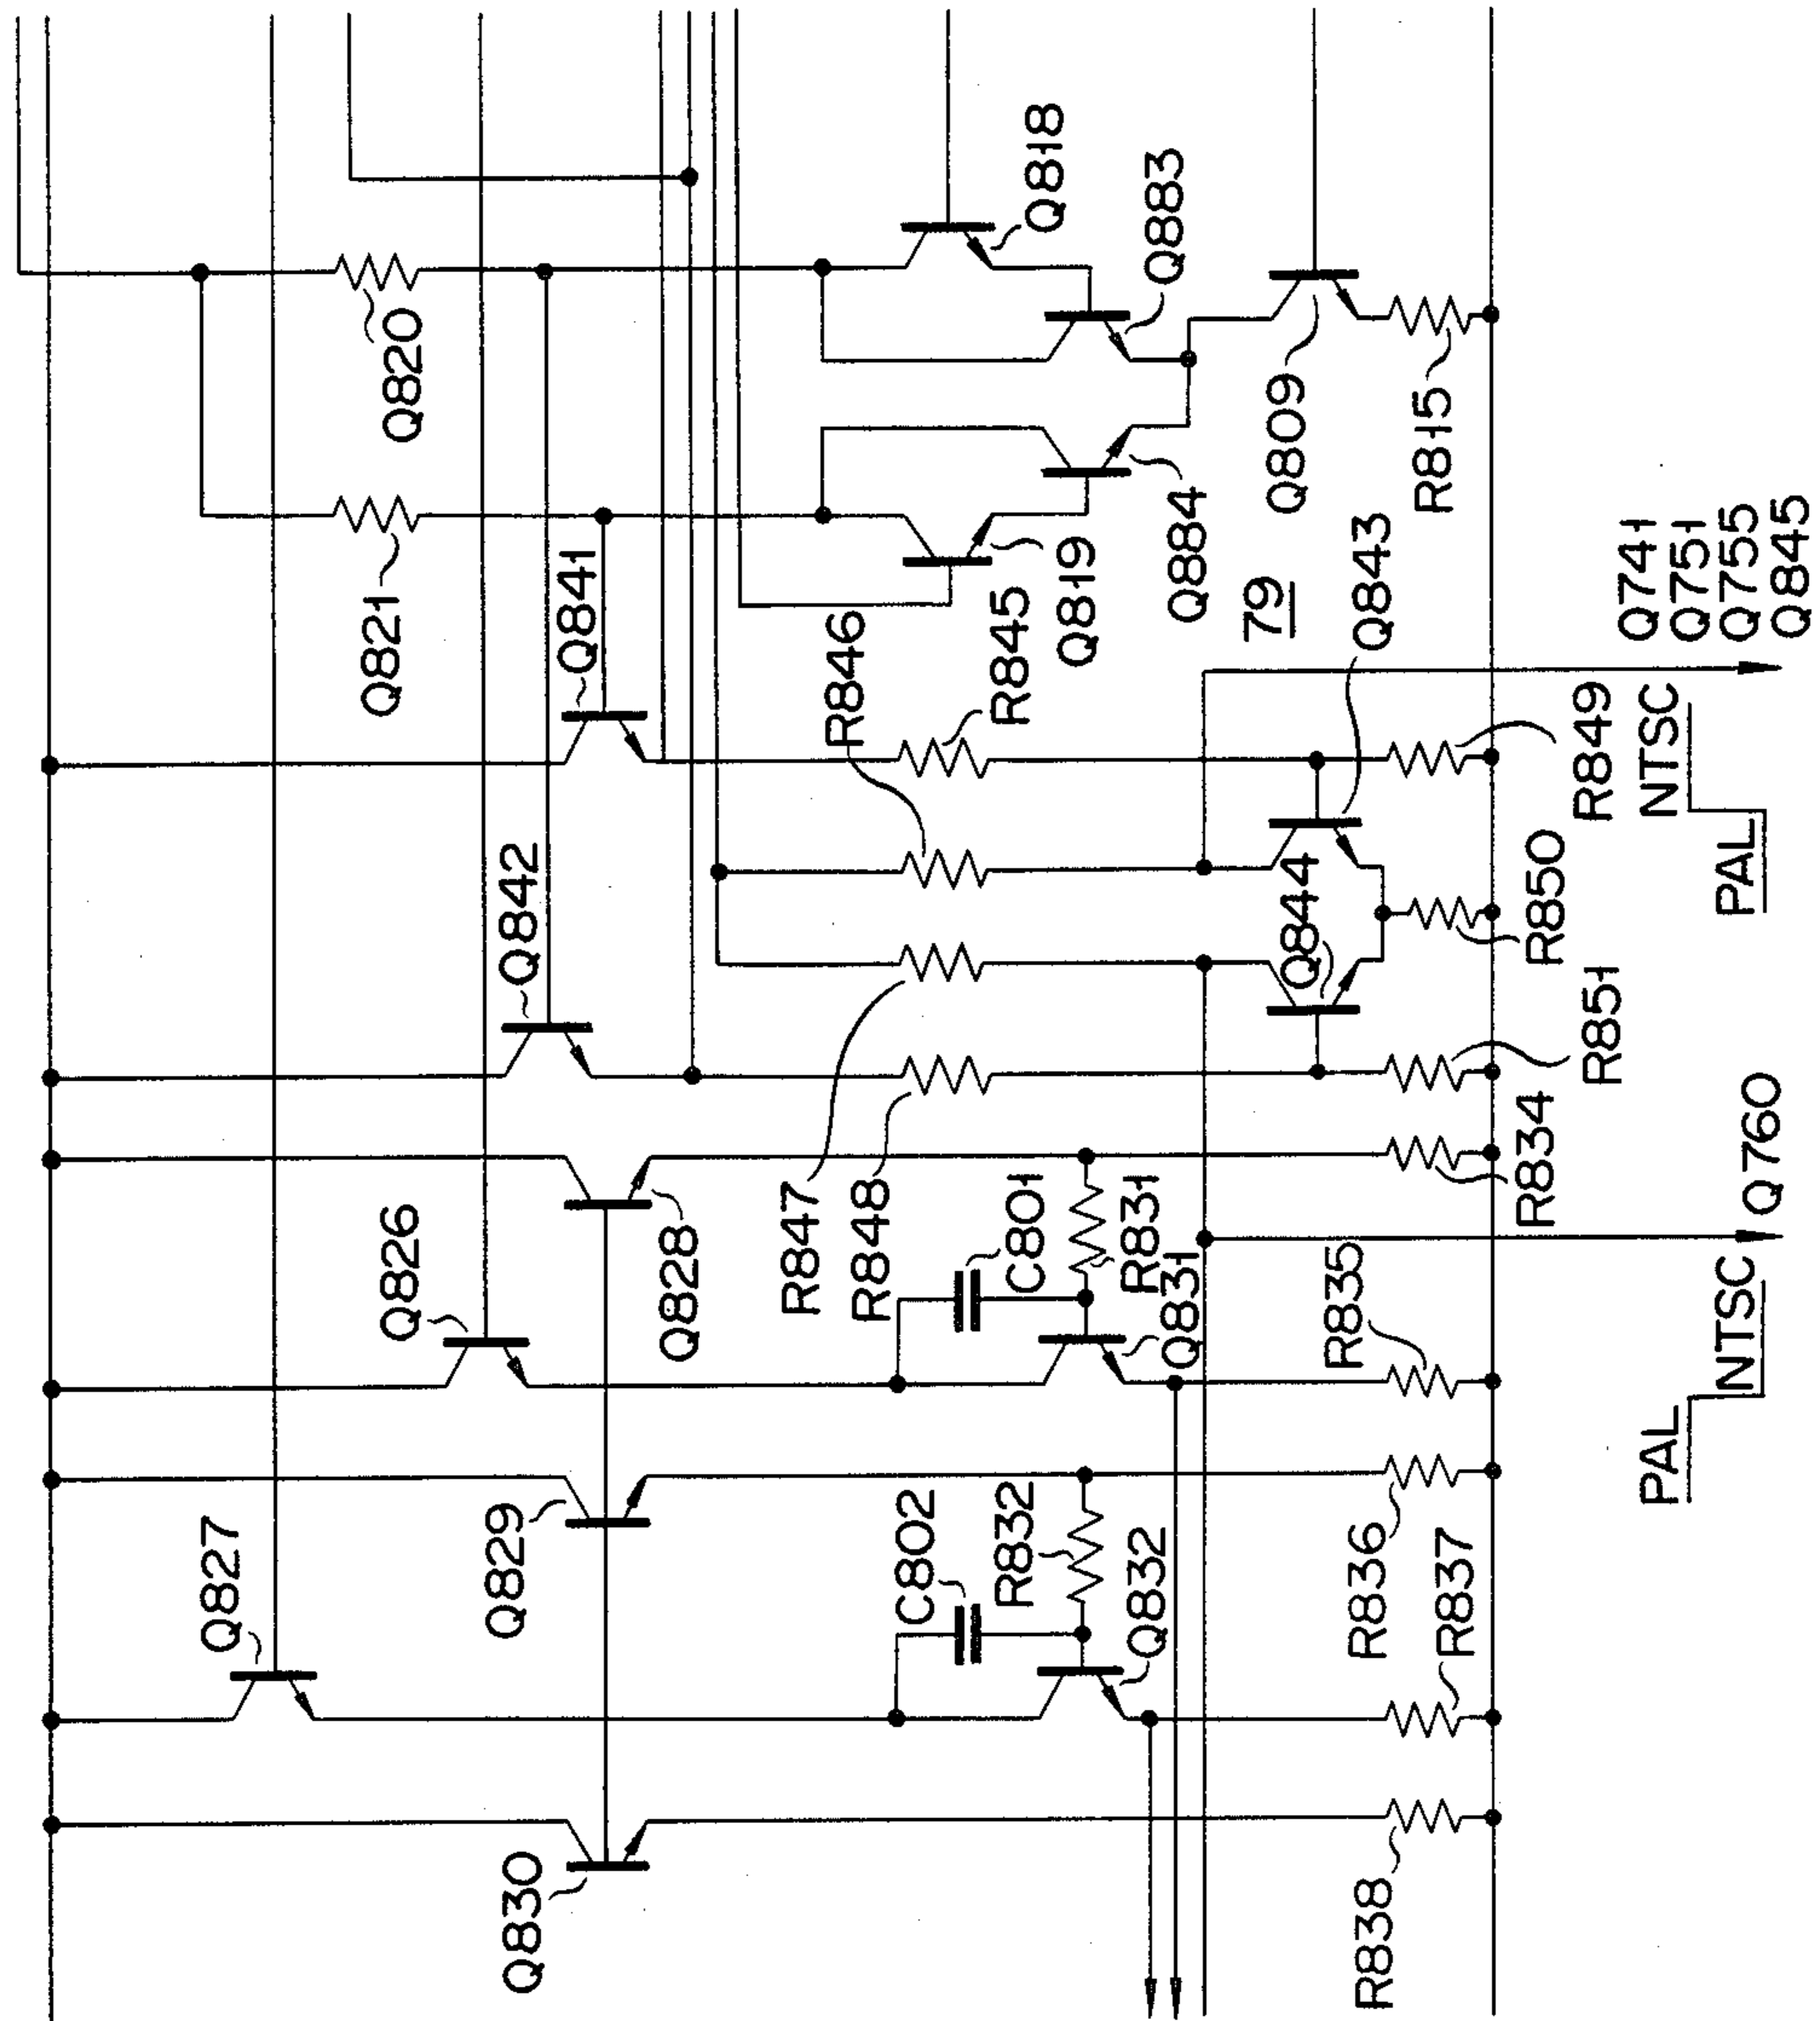 Q820
Q821
Q818
Q883
Q809
R815
Q884
Q819
Q841
R845
R846
79
Q843
Q741
Q751
Q755
Q845
NTSC
PAL
R849
R850
Q842
Q844
R851
R834
Q760
R847
R848
C801
R831
Q831
Q826
Q828
R835
NTSC
PAL
Q827
Q829
C802
R832
Q832
R836
R837
Q830
R838